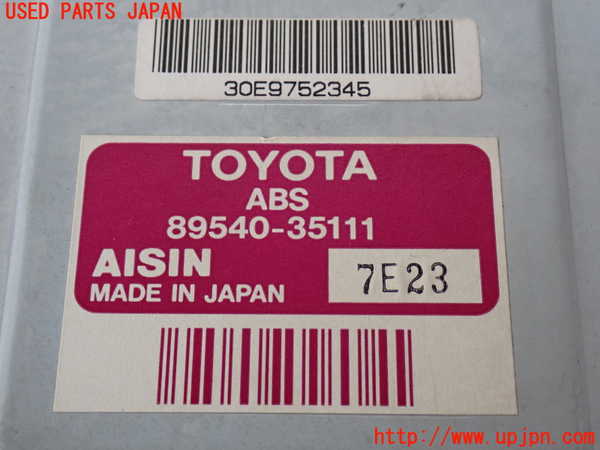 USED PARTS JAPAN
30E9752345
TOYOTA
ABS
89540-35111
AISIN
MADE IN JAPAN
7E23
http://www.upjpn.com